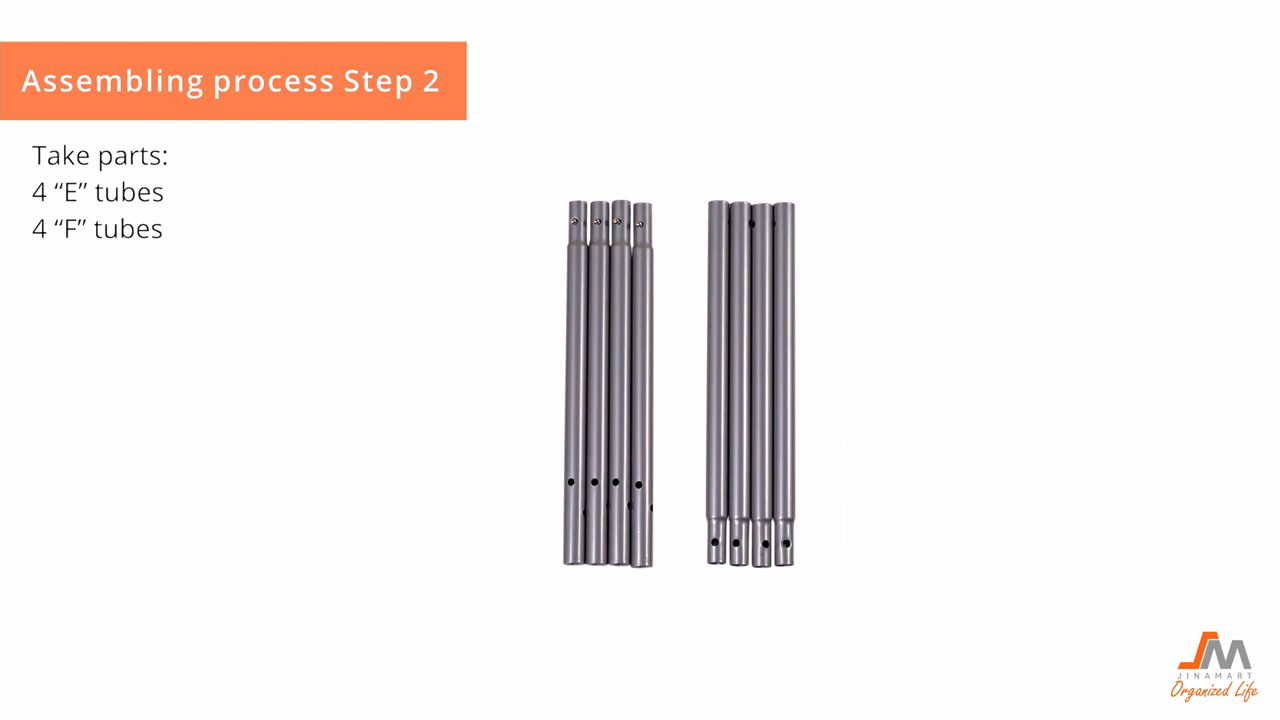 Assembling process Step 2
Take parts:
4 “E” tubes
4 “F” tubes
JM
JINAMART
Organized Life